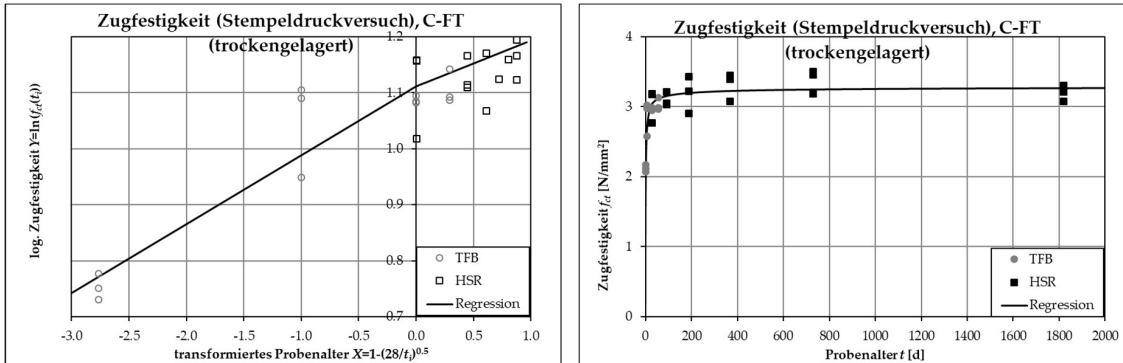 Zugfestigkeit (Stempeldruckversuch), C-FT
(trockengelagert)
1.2
1.1
1.0
0.9
0.8
0.7
log. Zugfestigkeit Y=ln(fct(ti))
TFB
HSR
Regression
-3.0 -2.5 -2.0 -1.5 -1.0 -0.5 0.0 0.5 1.0
transformiertes Probenalter X=1-(28/ti)^0.5
Zugfestigkeit (Stempeldruckversuch), C-FT
(trockengelagert)
4
3
2
1
0
Zugfestigkeit fct [N/mm²]
TFB
HSR
Regression
0 200 400 600 800 1000 1200 1400 1600 1800 2000
Probenalter t [d]